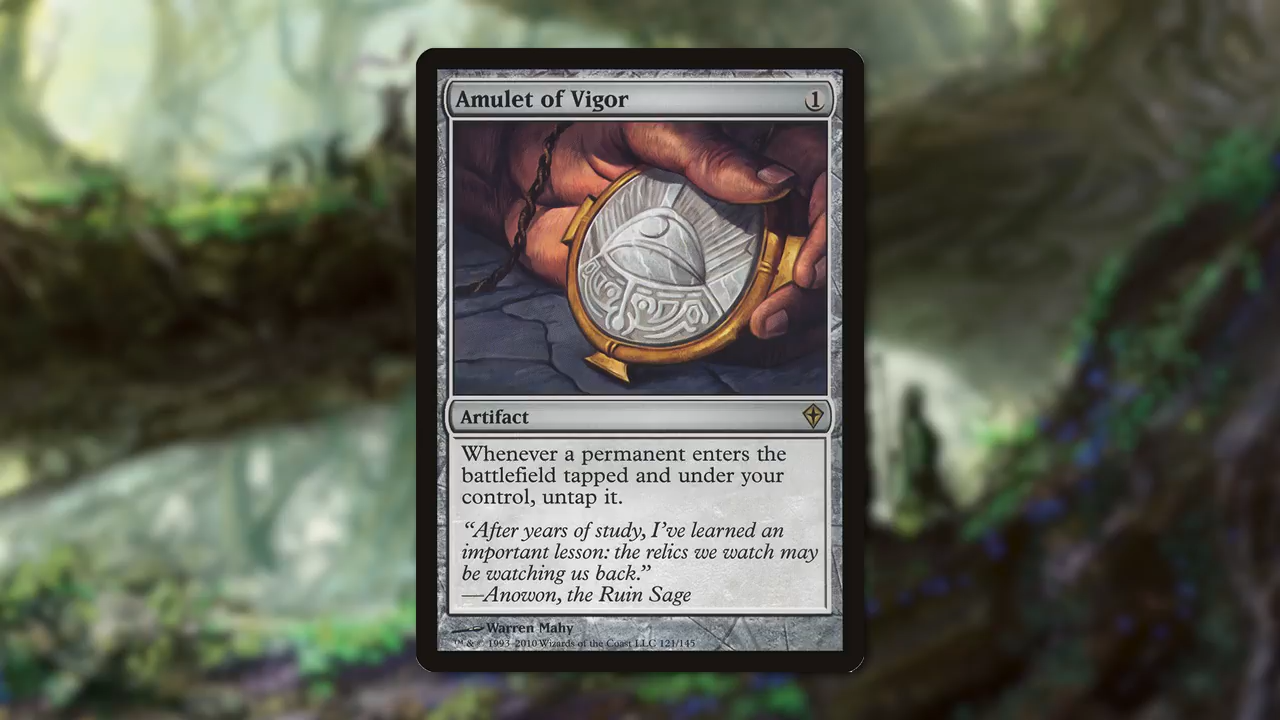 Amulet of Vigor 1
Artifact
Whenever a permanent enters the
battlefield tapped and under your
control, untap it.
“After years of study, I’ve learned an
important lesson: the relics we watch may
be watching us back.”
—Anowon, the Ruin Sage
Warren Mahy
™ & © 1993–2010 Wizards of the Coast LLC 121/145